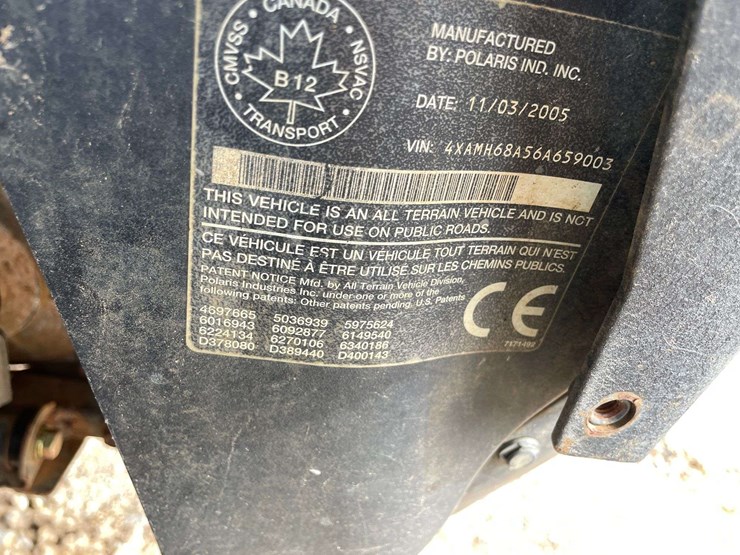 CANADA
CMVSS
NSVAC
B 12
TRANSPORT
MANUFACTURED
BY: POLARIS IND. INC.
DATE: 11/03/2005
VIN: 4XAMH68A56A659003
THIS VEHICLE IS AN ALL TERRAIN VEHICLE AND IS NOT
INTENDED FOR USE ON PUBLIC ROADS.
CE VÉHICULE EST UN VÉHICULE TOUT TERRAIN QUI N'EST
PAS DESTINÉ À ÊTRE UTILISÉ SUR LES CHEMINS PUBLICS.
PATENT NOTICE Mfd. by All Terrain Vehicle Division,
Polaris Industries Inc. under one or more of the
following patents: Other patents pending. U.S. Patents
4697665 5036939 5975624
6016943 6092877 6149540
6224134 6270106 6340186
D378080 D389440 D400143
CE